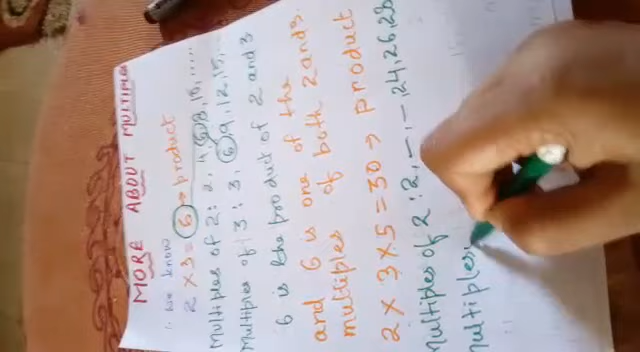 MORE ABOUT MULTIPLE
1. we know
2 x 3 = 6 → product
Multiples of 2 : 2, 4, 6, 8, 10, .....
Multiples of 3 : 3, 6, 9, 12, 15, ...
6 is the product of 2 and 3
and 6 is one of the
multiples of both 2 and 3.
2 x 3 x 5 = 30 → product
Multiples of 2 : 2, -, -, - 24, 26, 28
Multiples